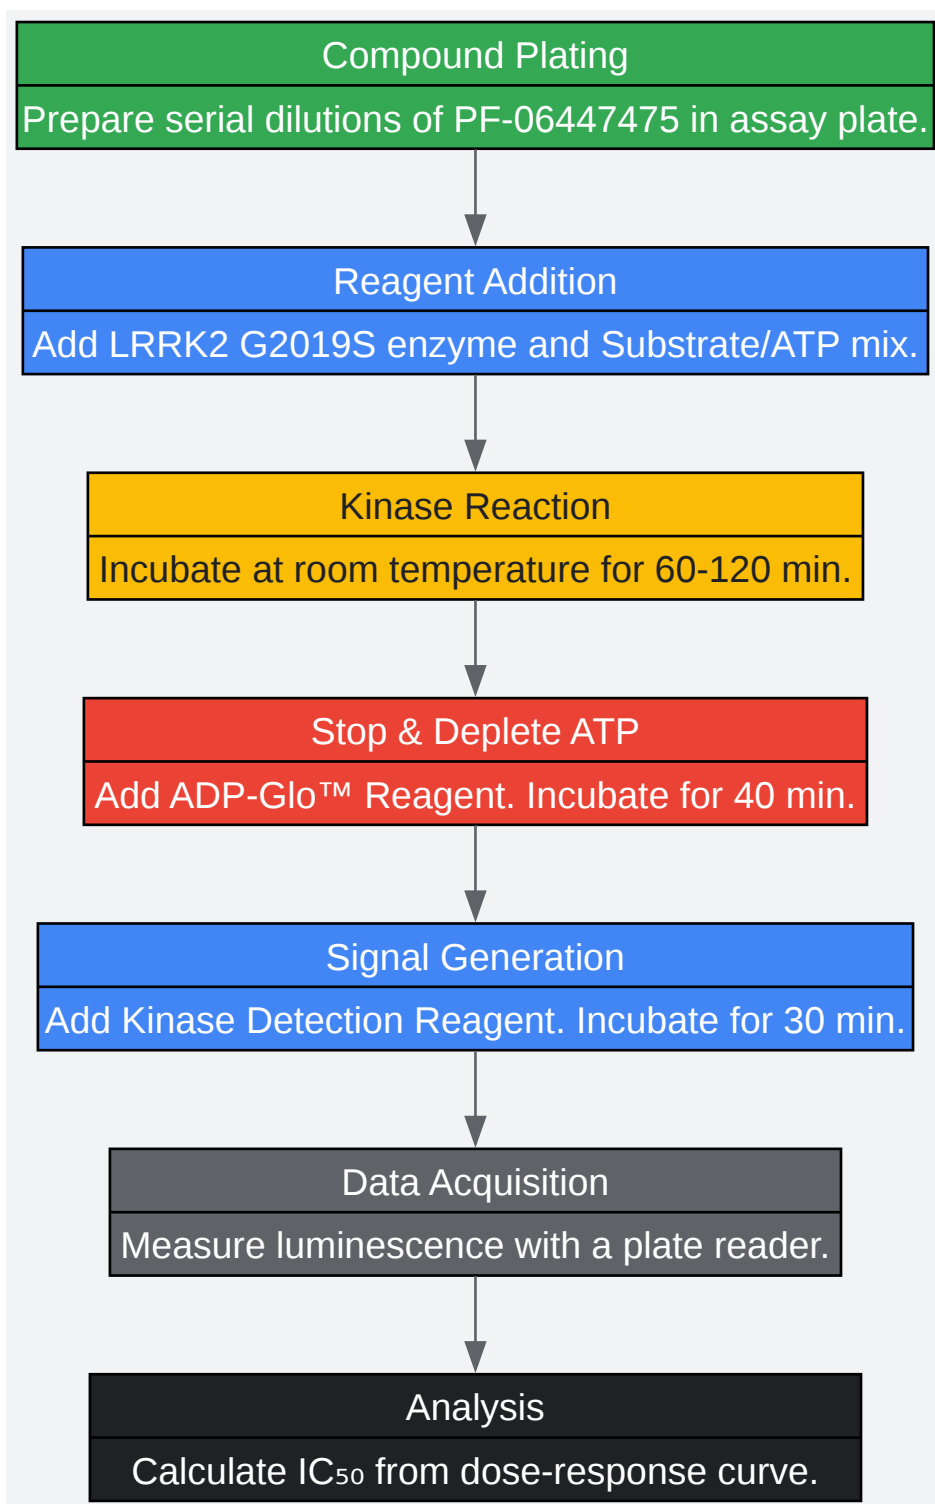 Compound Plating
Prepare serial dilutions of PF-06447475 in assay plate.
Reagent Addition
Add LRRK2 G2019S enzyme and Substrate/ATP mix.
Kinase Reaction
Incubate at room temperature for 60-120 min.
Stop & Deplete ATP
Add ADP-Glo™ Reagent. Incubate for 40 min.
Signal Generation
Add Kinase Detection Reagent. Incubate for 30 min.
Data Acquisition
Measure luminescence with a plate reader.
Analysis
Calculate IC₅₀ from dose-response curve.